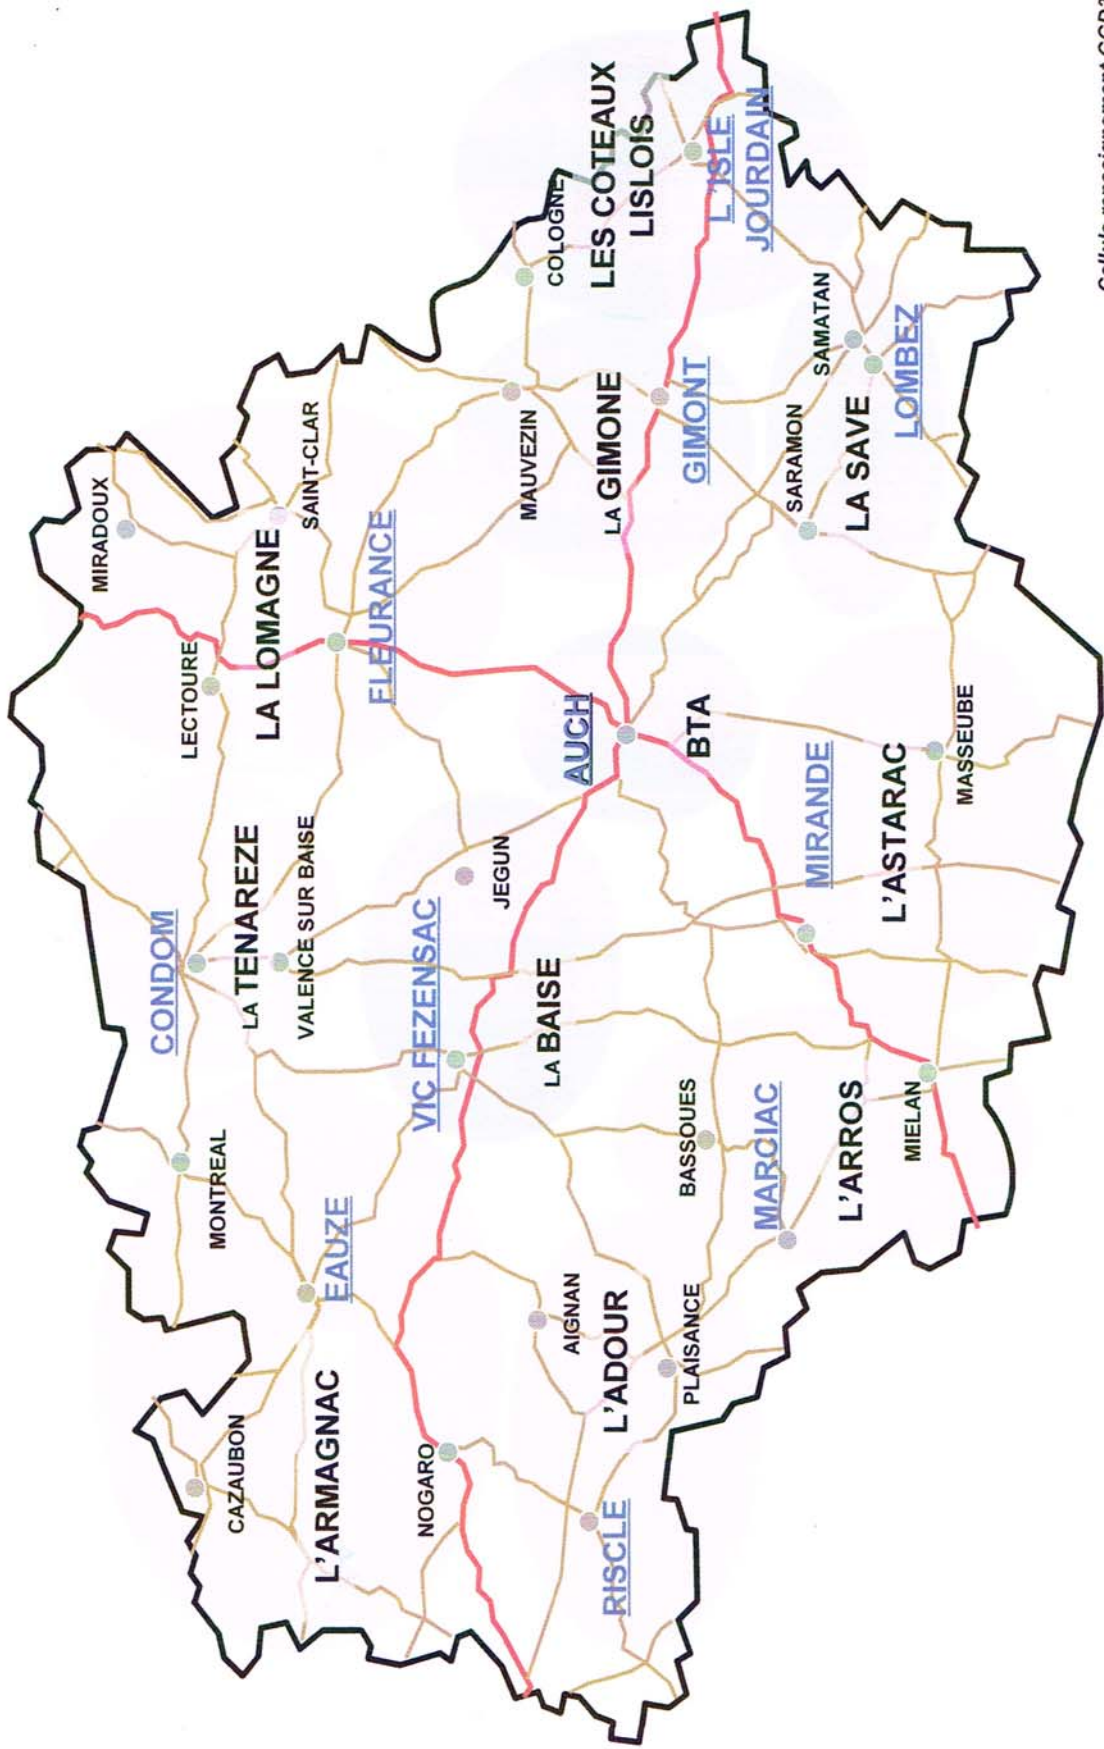 MIRADOUX
LECTOURE
LA LOMAGNE
SAINT-CLAR
CONDOM
LA TENAREZE
VALENCE SUR BAISE
FLEURANCE
MONTREAL
CAZAUBON
EAUZE
L'ARMAGNAC
VIC FEZENSAC
JEGUN
MAUVEZIN
COLOGNE
LES COTEAUX
LISLOIS
L'ISLE
JOURDAIN
NOGARO
LA BAISE
AUCH
LA GIMONE
GIMONT
AIGNAN
L'ADOUR
RISCLE
PLAISANCE
BASSOUES
BTA
MARCIAC
MIRANDE
SARAMON
SAMATAN
LA SAVE
LOMBEZ
L'ARROS
L'ASTARAC
MIELAN
MASSEUBE